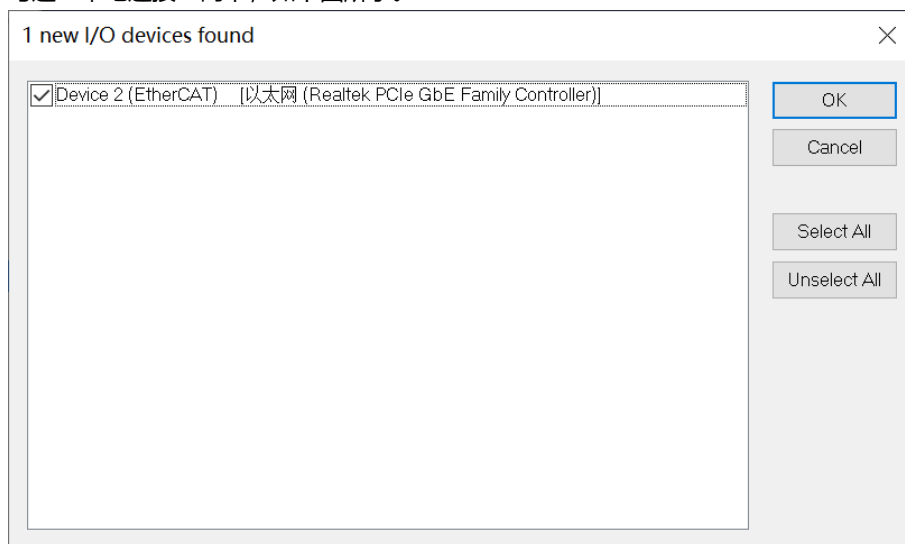 1 new I/O devices found
Device 2 (EtherCAT) [以太网 (Realtek PCIe GbE Family Controller)]
OK
Cancel
Select All
Unselect All